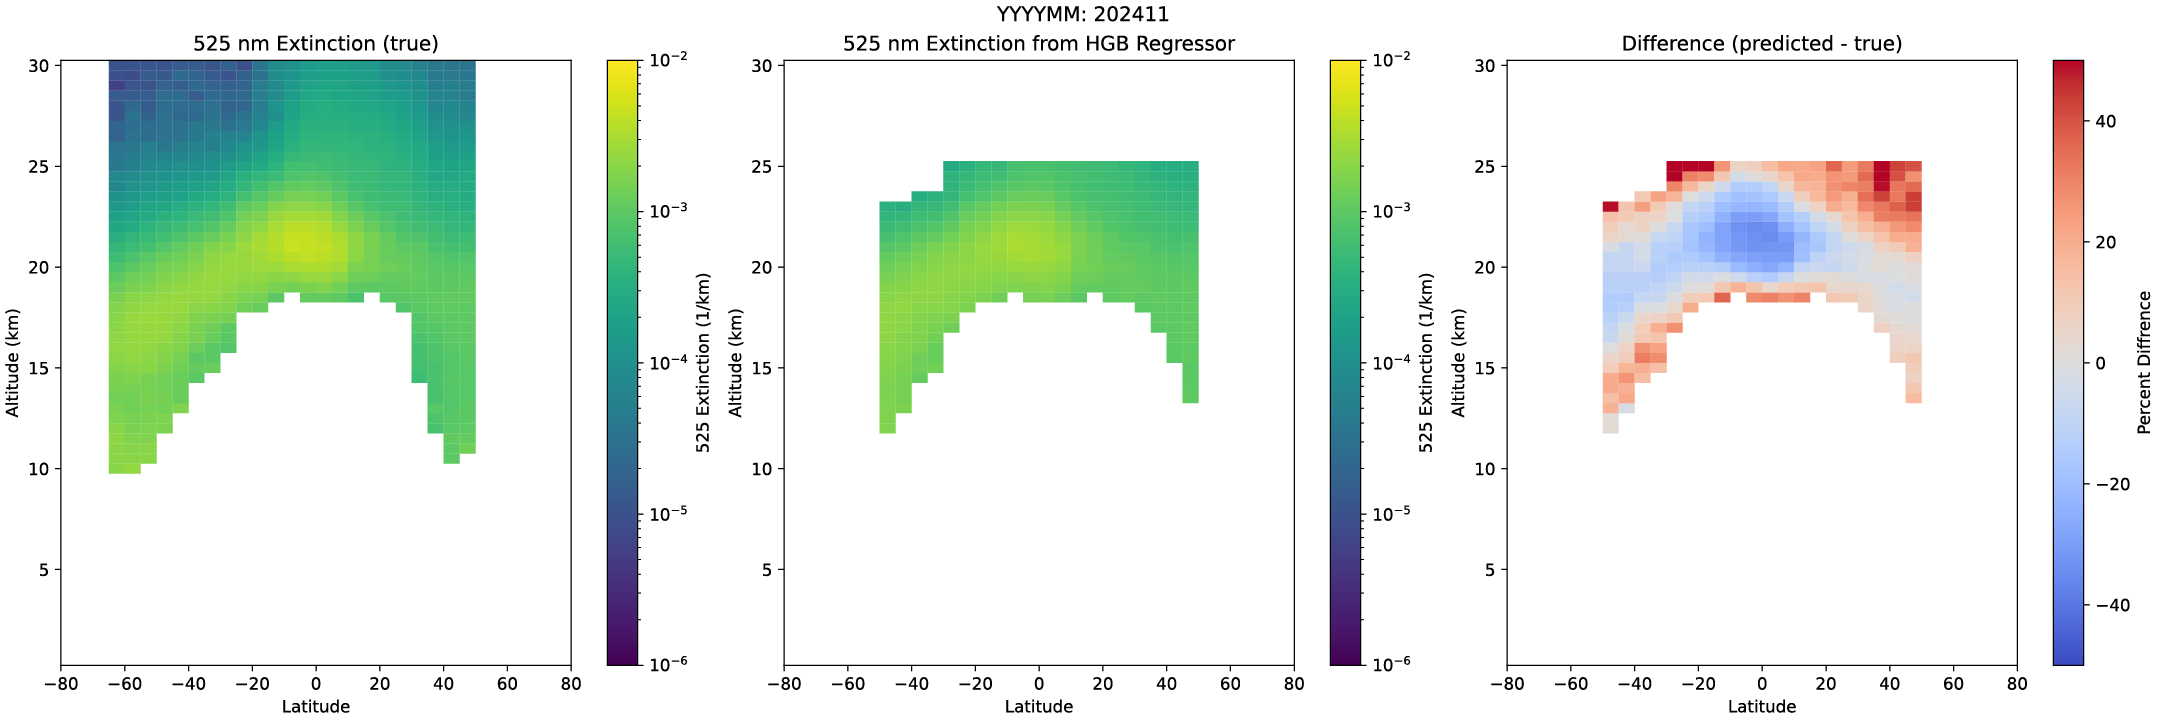 YYYYMM: 202411
525 nm Extinction (true)
525 nm Extinction from HGB Regressor
Difference (predicted - true)
Altitude (km)
30
25
20
15
10
5
−80 −60 −40 −20 0 20 40 60 80
Latitude
10⁻²
10⁻³
10⁻⁴
10⁻⁵
10⁻⁶
525 Extinction (1/km)
Altitude (km)
30
25
20
15
10
5
−80 −60 −40 −20 0 20 40 60 80
Latitude
10⁻²
10⁻³
10⁻⁴
10⁻⁵
10⁻⁶
525 Extinction (1/km)
Altitude (km)
30
25
20
15
10
5
−80 −60 −40 −20 0 20 40 60 80
Latitude
40
20
0
−20
−40
Percent Diffrence